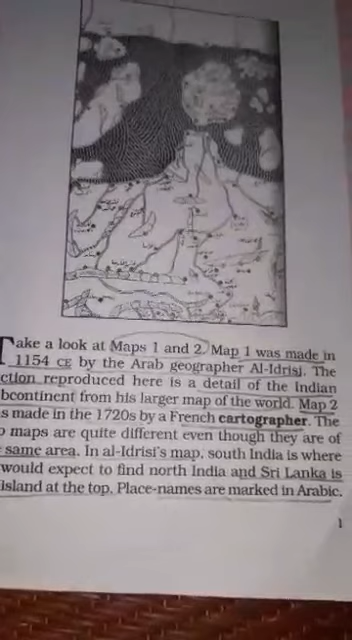 Take a look at Maps 1 and 2. Map 1 was made in
1154 CE by the Arab geographer Al-Idrisi. The
ction reproduced here is a detail of the Indian
bcontinent from his larger map of the world. Map 2
s made in the 1720s by a French cartographer. The
o maps are quite different even though they are of
same area. In al-Idrisi's map, south India is where
would expect to find north India and Sri Lanka is
island at the top. Place-names are marked in Arabic.
1